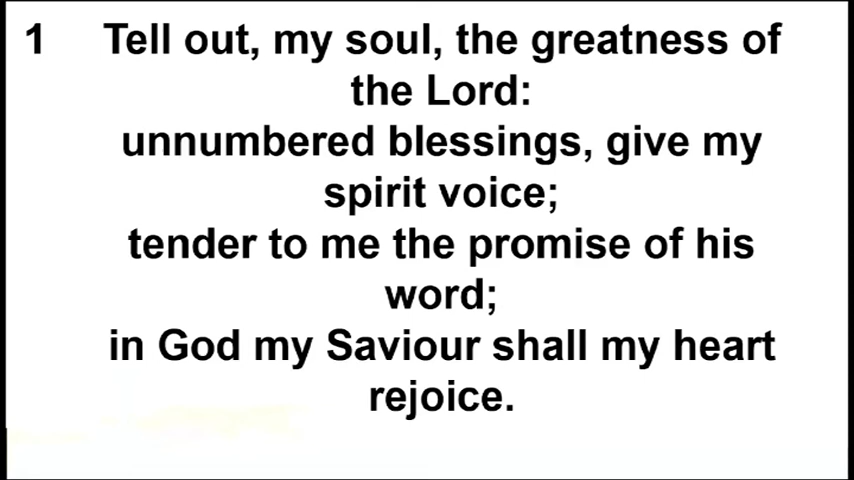 1 Tell out, my soul, the greatness of
the Lord:
unnumbered blessings, give my
spirit voice;
tender to me the promise of his
word;
in God my Saviour shall my heart
rejoice.